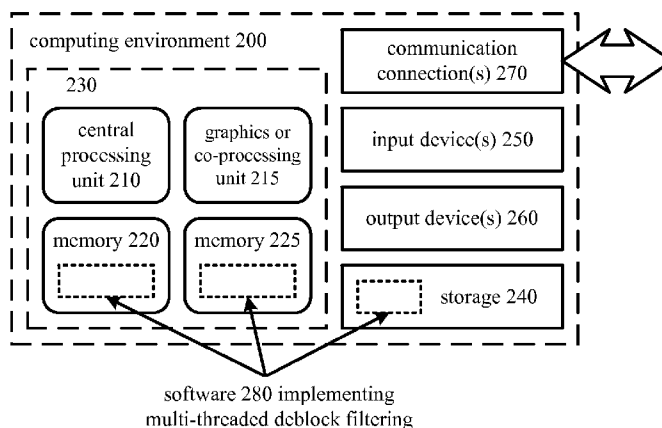 computing environment 200
communication
connection(s) 270
230
central
processing
unit 210
graphics or
co-processing
unit 215
input device(s) 250
output device(s) 260
memory 220
memory 225
storage 240
software 280 implementing
multi-threaded deblock filtering